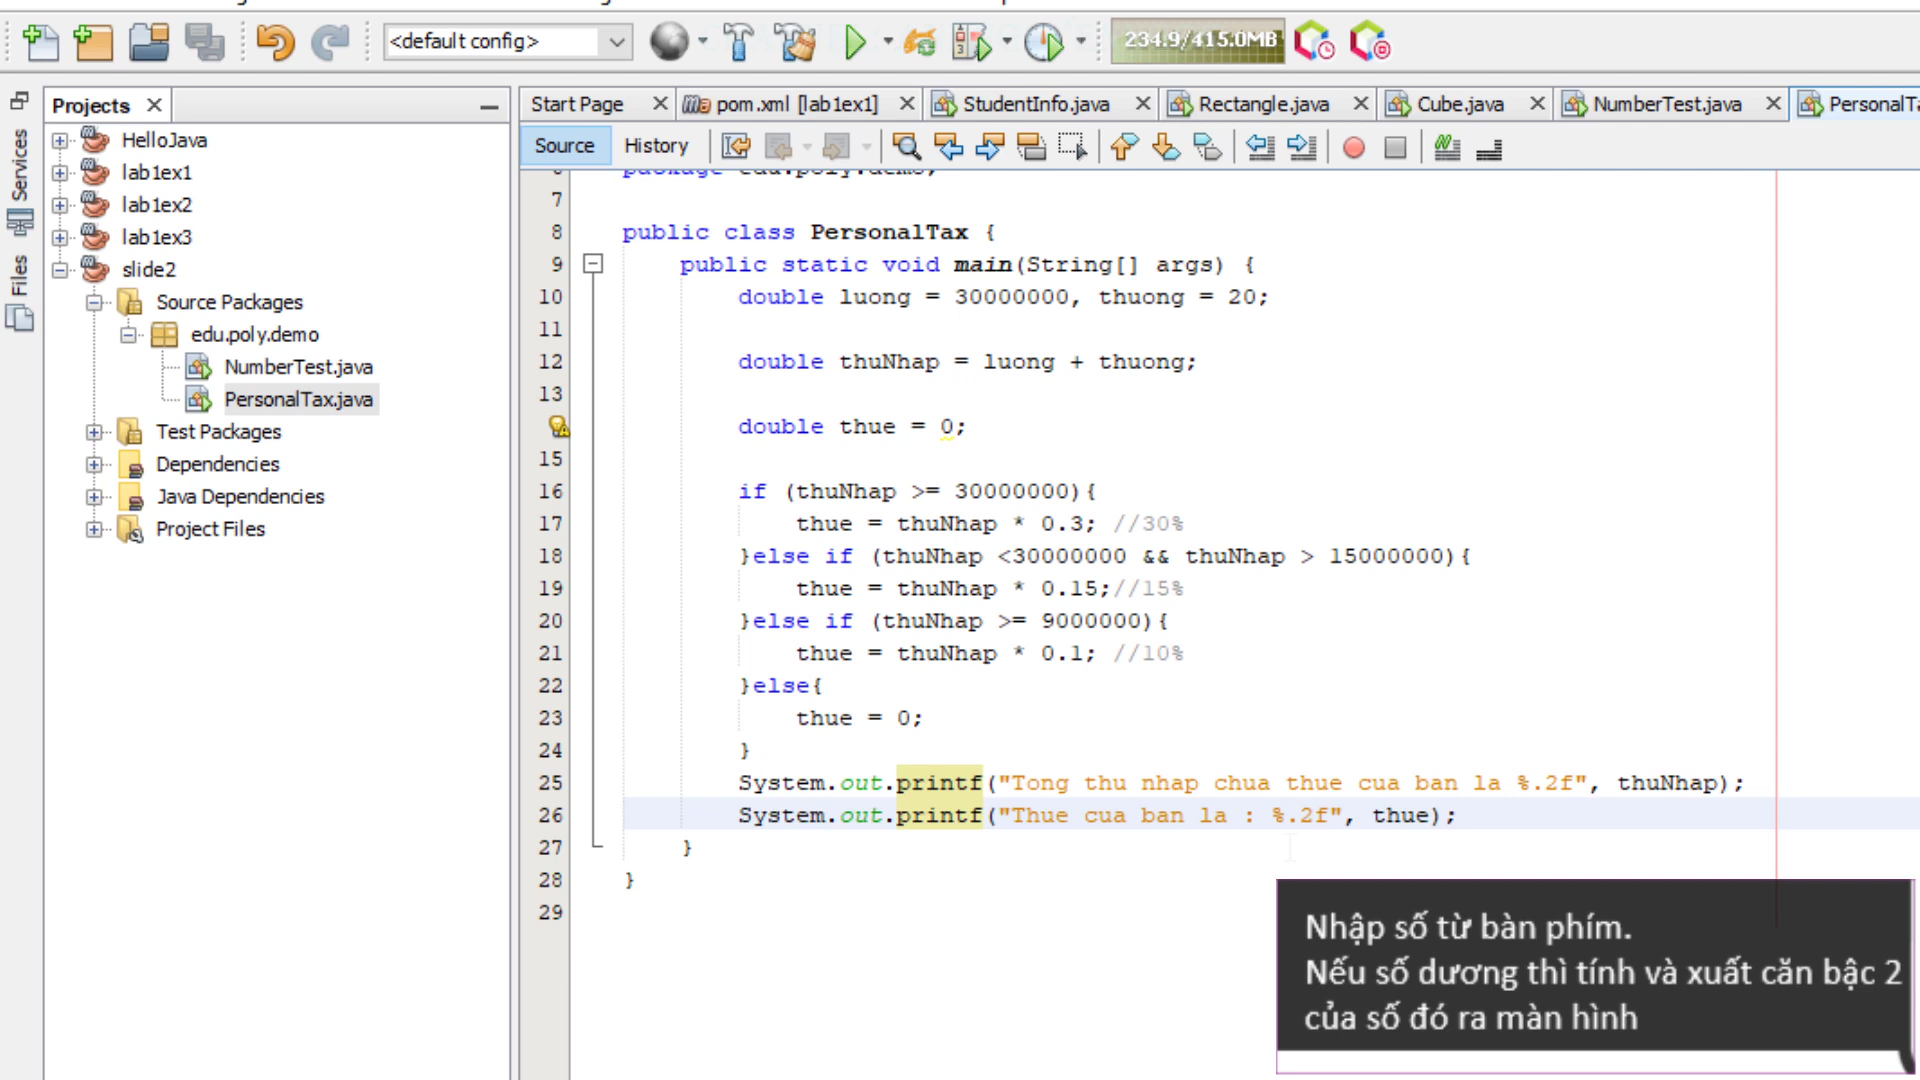 <default config>
234.9/415.0MB
Services
Files
Projects
HelloJava
lab1ex1
lab1ex2
lab1ex3
slide2
Source Packages
edu.poly.demo
NumberTest.java
PersonalTax.java
Test Packages
Dependencies
Java Dependencies
Project Files
Start Page
pom.xml [lab1ex1]
StudentInfo.java
Rectangle.java
Cube.java
NumberTest.java
PersonalTa
Source History
package edu.poly.demo;
7
8 public class PersonalTax {
9 public static void main(String[] args) {
10 double luong = 30000000, thuong = 20;
11
12 double thuNhap = luong + thuong;
13
double thue = 0;
15
16 if (thuNhap >= 30000000){
17 thue = thuNhap * 0.3; //30%
18 }else if (thuNhap <30000000 && thuNhap > 15000000){
19 thue = thuNhap * 0.15;//15%
20 }else if (thuNhap >= 9000000){
21 thue = thuNhap * 0.1; //10%
22 }else{
23 thue = 0;
24 }
25 System.out.printf("Tong thu nhap chua thue cua ban la %.2f", thuNhap);
26 System.out.printf("Thue cua ban la : %.2f", thue);
27 }
28 }
29
Nhập số từ bàn phím.
Nếu số dương thì tính và xuất căn bậc 2
của số đó ra màn hình